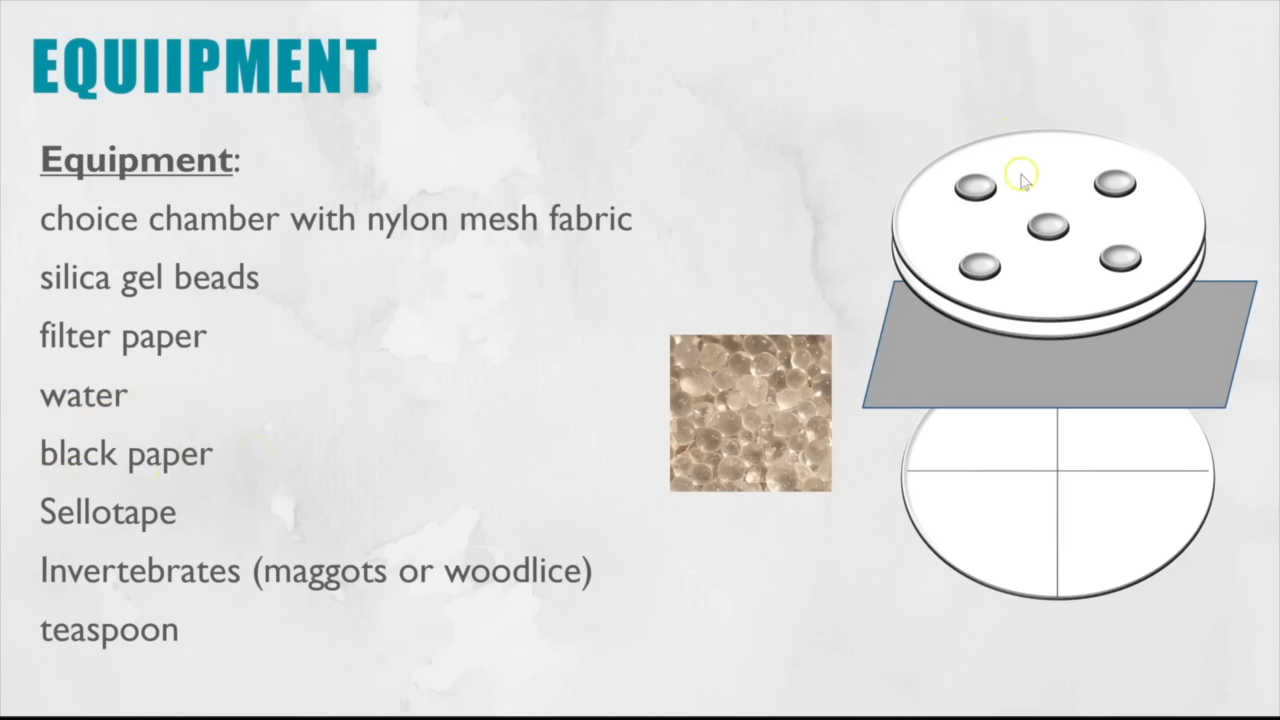 EQUIIPMENT
Equipment:
choice chamber with nylon mesh fabric
silica gel beads
filter paper
water
black paper
Sellotape
Invertebrates (maggots or woodlice)
teaspoon